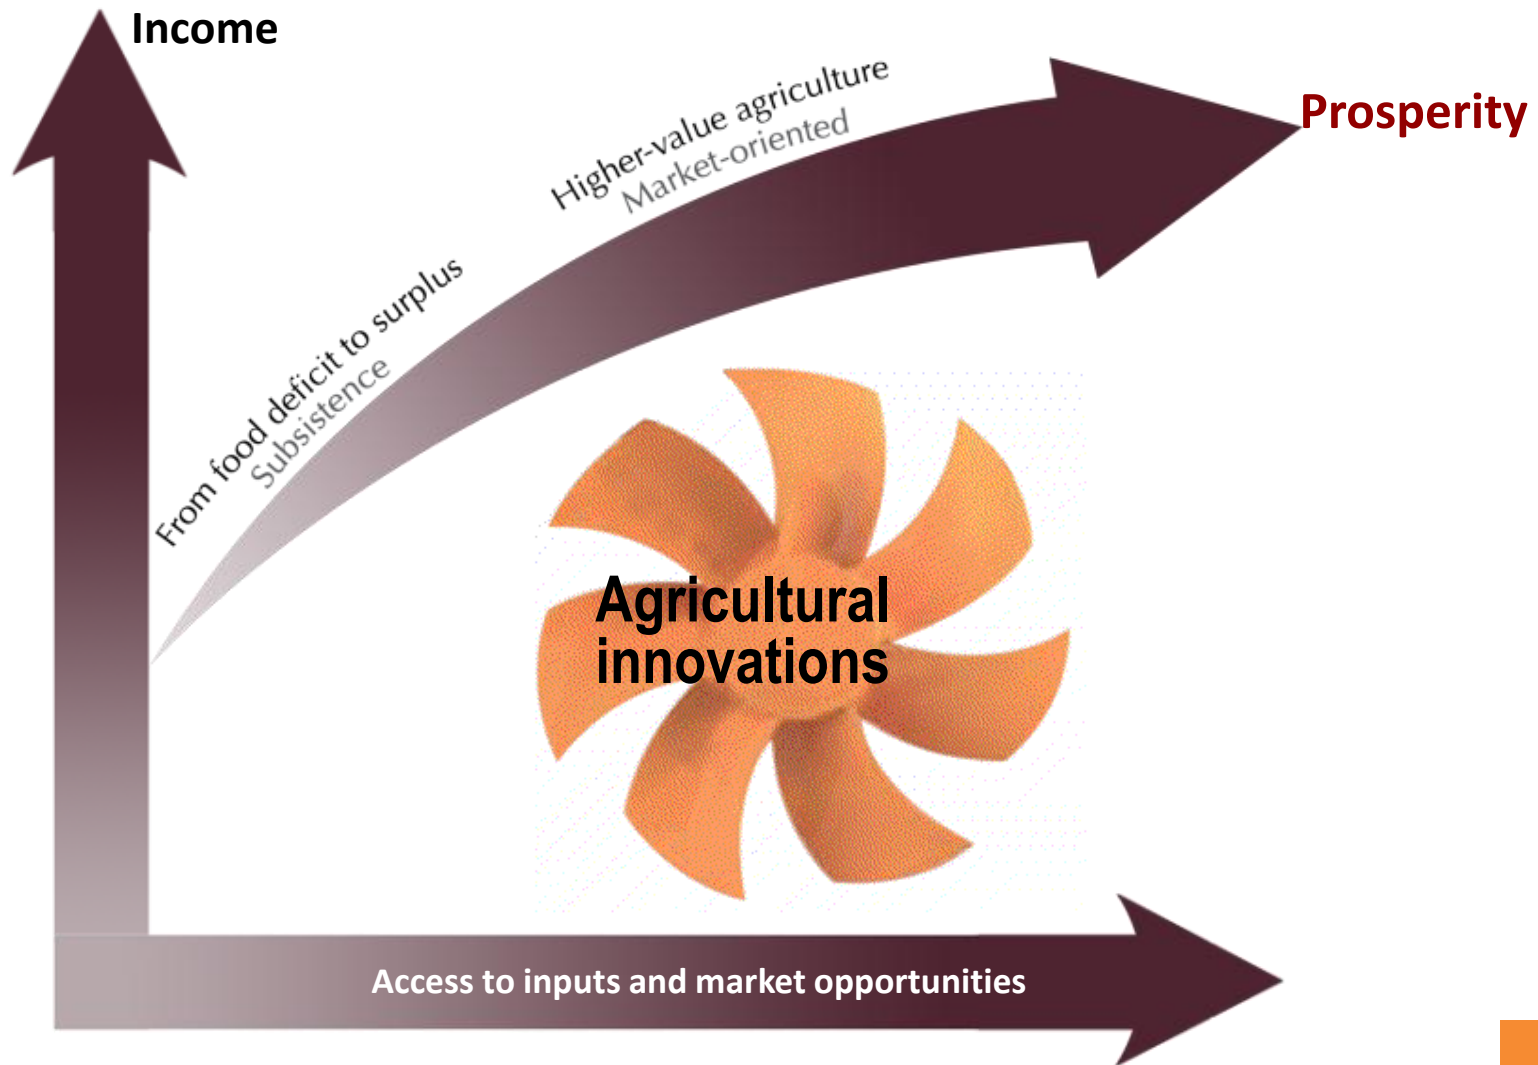 Income
Prosperity
Higher-value agriculture
Market-oriented
From food deficit to surplus
Subsistence
Agricultural
innovations
Access to inputs and market opportunities